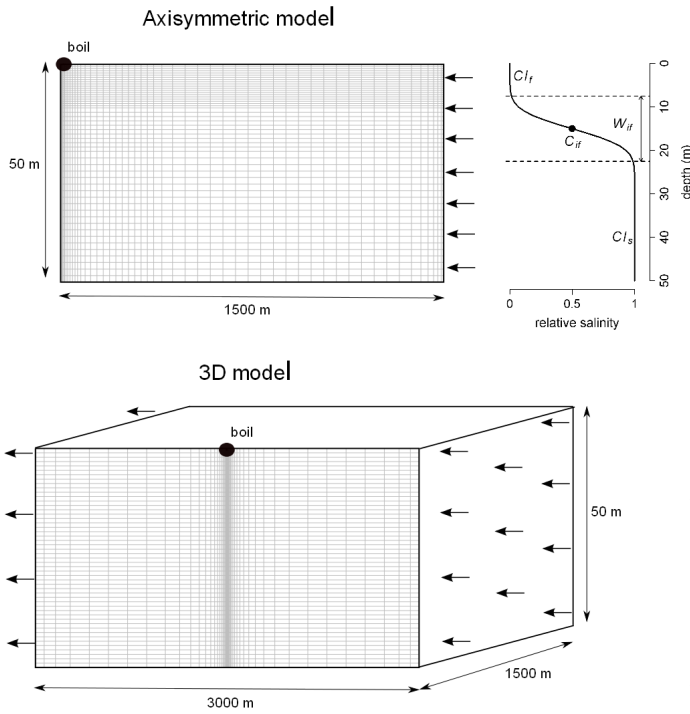 Axisymmetric model
boil
50 m
1500 m
Cl_f
W_if
C_if
Cl_s
0
10
20
30
40
50
depth (m)
0
0.5
1
relative salinity
3D model
boil
50 m
1500 m
3000 m